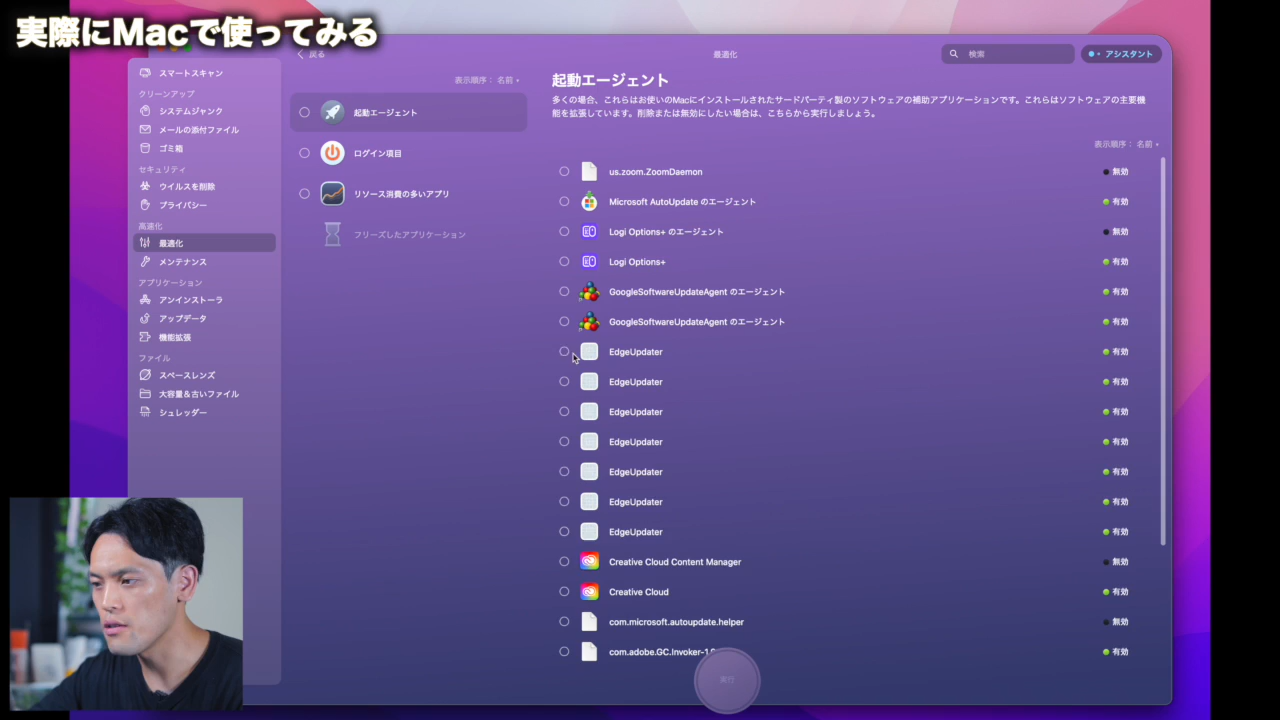 実際にMacで使ってみる
戻る
最適化
検索
アシスタント
スマートスキャン
クリーンアップ
システムジャンク
メールの添付ファイル
ゴミ箱
セキュリティ
ウイルスを削除
プライバシー
高速化
最適化
メンテナンス
アプリケーション
アンインストーラ
アップデータ
機能拡張
ファイル
スペースレンズ
大容量&古いファイル
シュレッダー
表示順序： 名前
起動エージェント
ログイン項目
リソース消費の多いアプリ
フリーズしたアプリケーション
起動エージェント
多くの場合、これらはお使いのMacにインストールされたサードパーティ製のソフトウェアの補助アプリケーションです。これらはソフトウェアの主要機
能を拡張しています。削除または無効にしたい場合は、こちらから実行しましょう。
表示順序： 名前
us.zoom.ZoomDaemon 無効
Microsoft AutoUpdate のエージェント 有効
Logi Options+ のエージェント 無効
Logi Options+ 有効
GoogleSoftwareUpdateAgent のエージェント 有効
GoogleSoftwareUpdateAgent のエージェント 有効
EdgeUpdater 有効
EdgeUpdater 有効
EdgeUpdater 有効
EdgeUpdater 有効
EdgeUpdater 有効
EdgeUpdater 有効
EdgeUpdater 有効
Creative Cloud Content Manager 無効
Creative Cloud 有効
com.microsoft.autoupdate.helper 無効
com.adobe.GC.Invoker-1.0 有効
実行